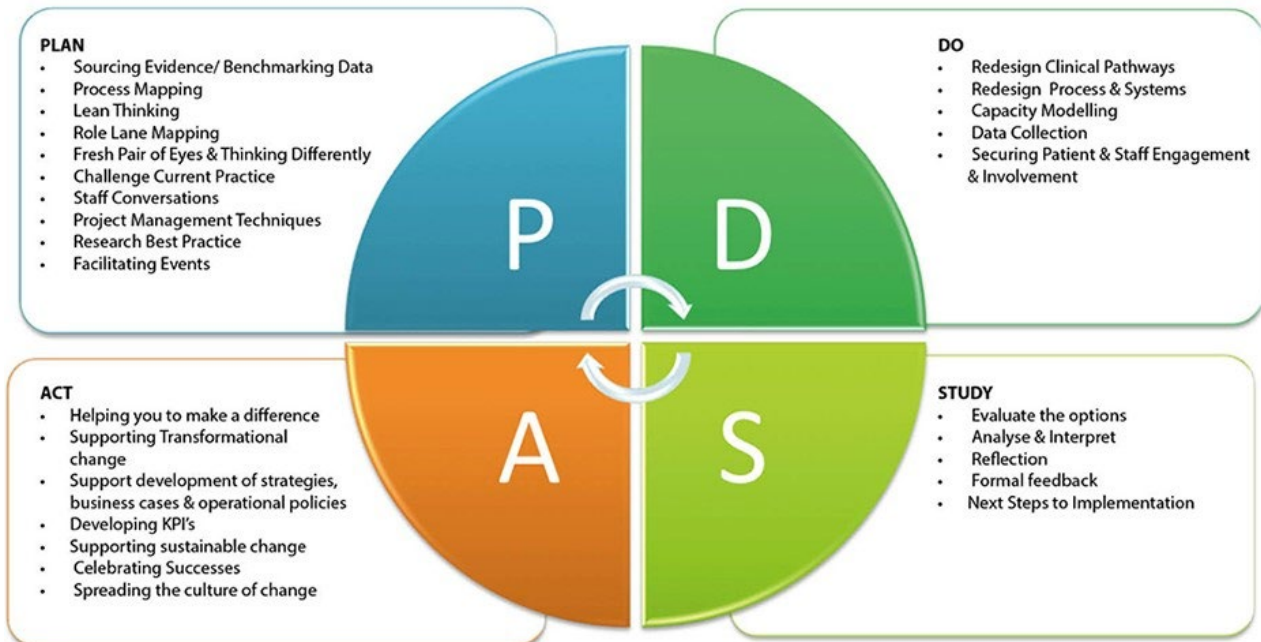 PLAN
• Sourcing Evidence/ Benchmarking Data
• Process Mapping
• Lean Thinking
• Role Lane Mapping
• Fresh Pair of Eyes & Thinking Differently
• Challenge Current Practice
• Staff Conversations
• Project Management Techniques
• Research Best Practice
• Facilitating Events
P
DO
• Redesign Clinical Pathways
• Redesign Process & Systems
• Capacity Modelling
• Data Collection
• Securing Patient & Staff Engagement
& Involvement
D
ACT
• Helping you to make a difference
• Supporting Transformational
change
• Support development of strategies,
business cases & operational policies
• Developing KPI's
• Supporting sustainable change
• Celebrating Successes
• Spreading the culture of change
A
STUDY
• Evaluate the options
• Analyse & Interpret
• Reflection
• Formal feedback
• Next Steps to Implementation
S